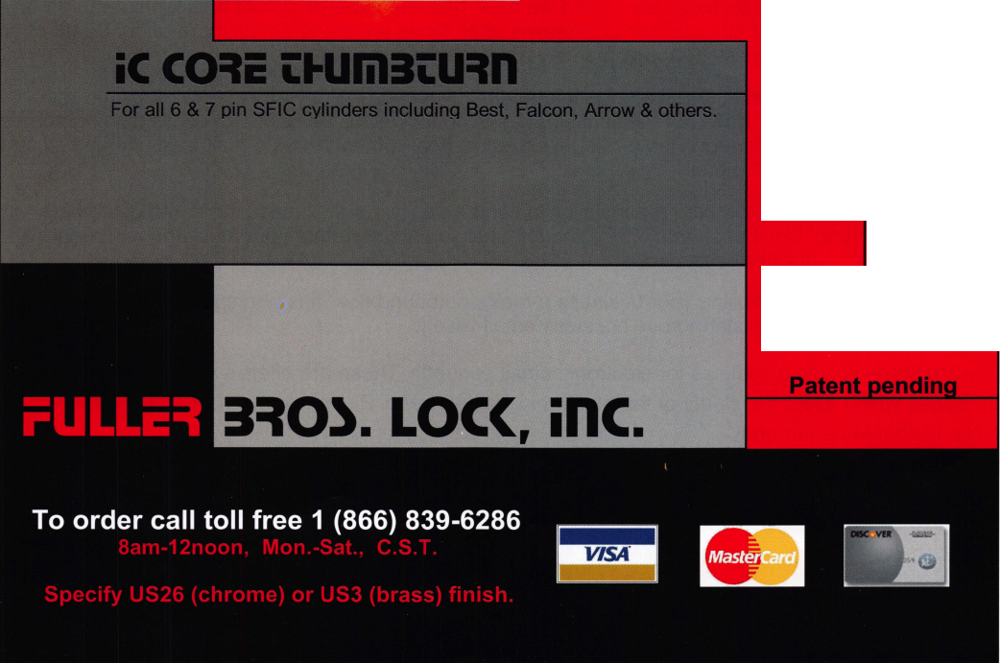 iC CORE THUMBTURN
For all 6 & 7 pin SFIC cylinders including Best, Falcon, Arrow & others.
Patent pending
FULLER BROS. LOCK, inC.
To order call toll free 1 (866) 839-6286
8am-12noon, Mon.-Sat., C.S.T.
Specify US26 (chrome) or US3 (brass) finish.
VISA
MasterCard
DISCOVER